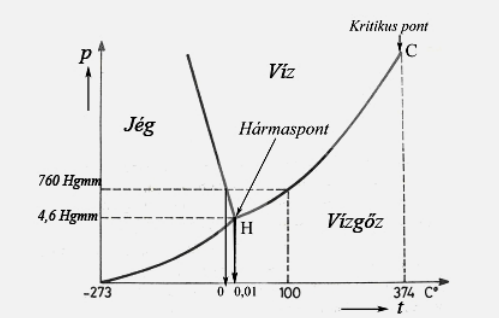 Kritikus pont
p
C
Víz
Jég
Hármaspont
760 Hgmm
4,6 Hgmm
H
Vízgőz
-273
0
0,01
100
374
C°
t